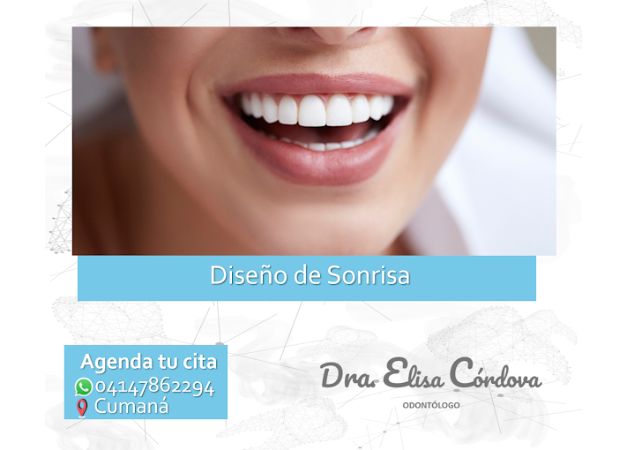 Diseño de Sonrisa
Agenda tu cita
04147862294
Cumaná
Dra. Elisa Córdova
ODONTÓLOGO